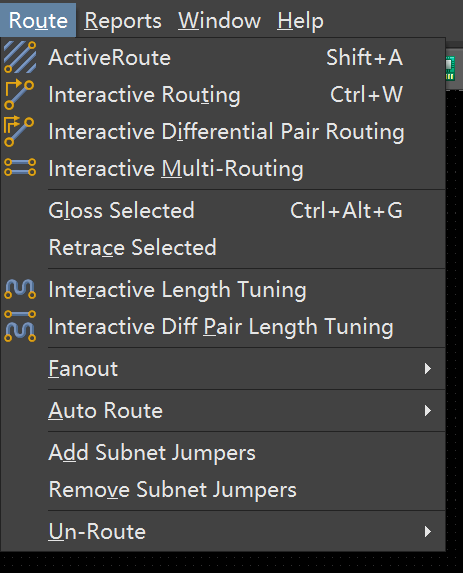 Route Reports Window Help
ActiveRoute Shift+A
Interactive Routing Ctrl+W
Interactive Differential Pair Routing
Interactive Multi-Routing
Gloss Selected Ctrl+Alt+G
Retrace Selected
Interactive Length Tuning
Interactive Diff Pair Length Tuning
Fanout
Auto Route
Add Subnet Jumpers
Remove Subnet Jumpers
Un-Route